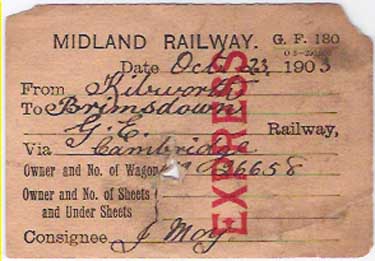 MIDLAND RAILWAY. G. F. 180
Date Oct 23 1903
From Kibworth
To Brimsdown
G. E. Railway,
Via Cambridge
Owner and No. of Wagon M 26658
Owner and No. of Sheets
and Under Sheets
Consignee J Moy
EXPRESS